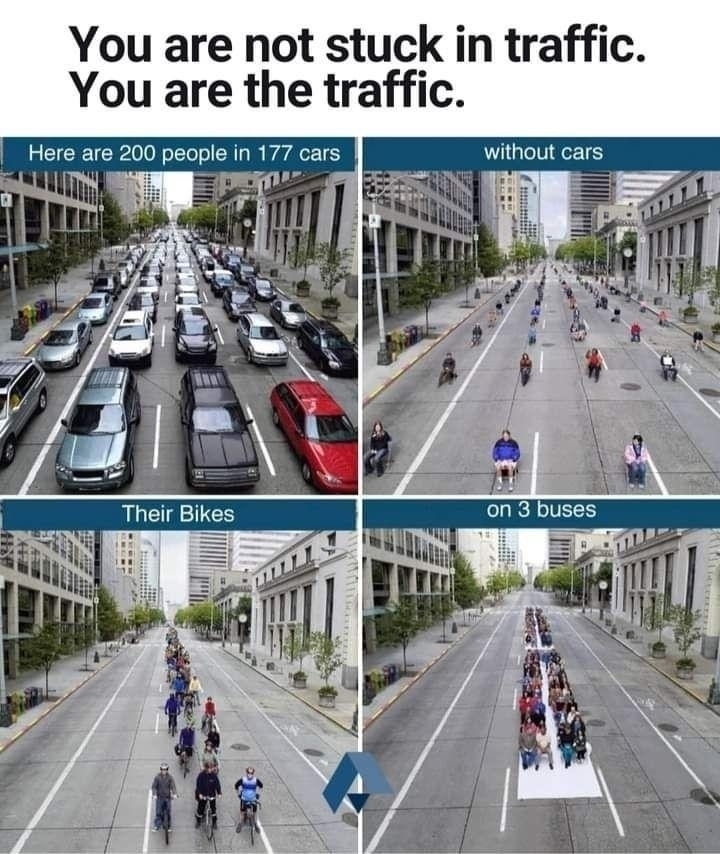 You are not stuck in traffic.
You are the traffic.
Here are 200 people in 177 cars
without cars
Their Bikes
on 3 buses